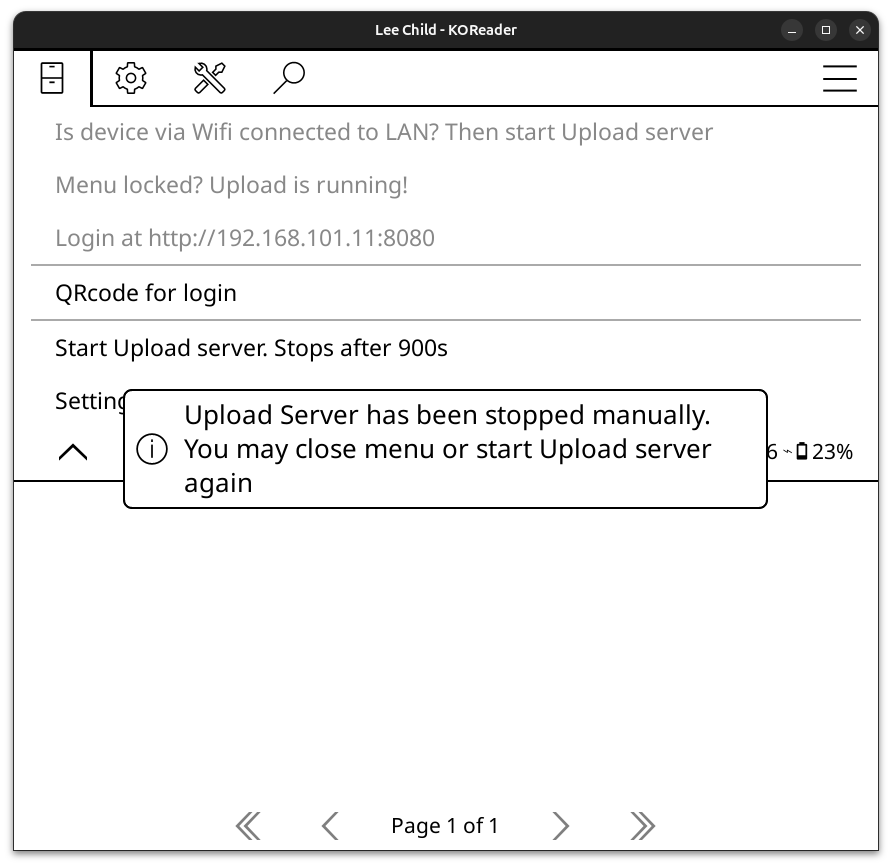 Lee Child - KOReader
Is device via Wifi connected to LAN? Then start Upload server
Menu locked? Upload is running!
Login at http://192.168.101.11:8080
QRcode for login
Start Upload server. Stops after 900s
Setting
Upload Server has been stopped manually.
You may close menu or start Upload server
again
6 23%
Page 1 of 1